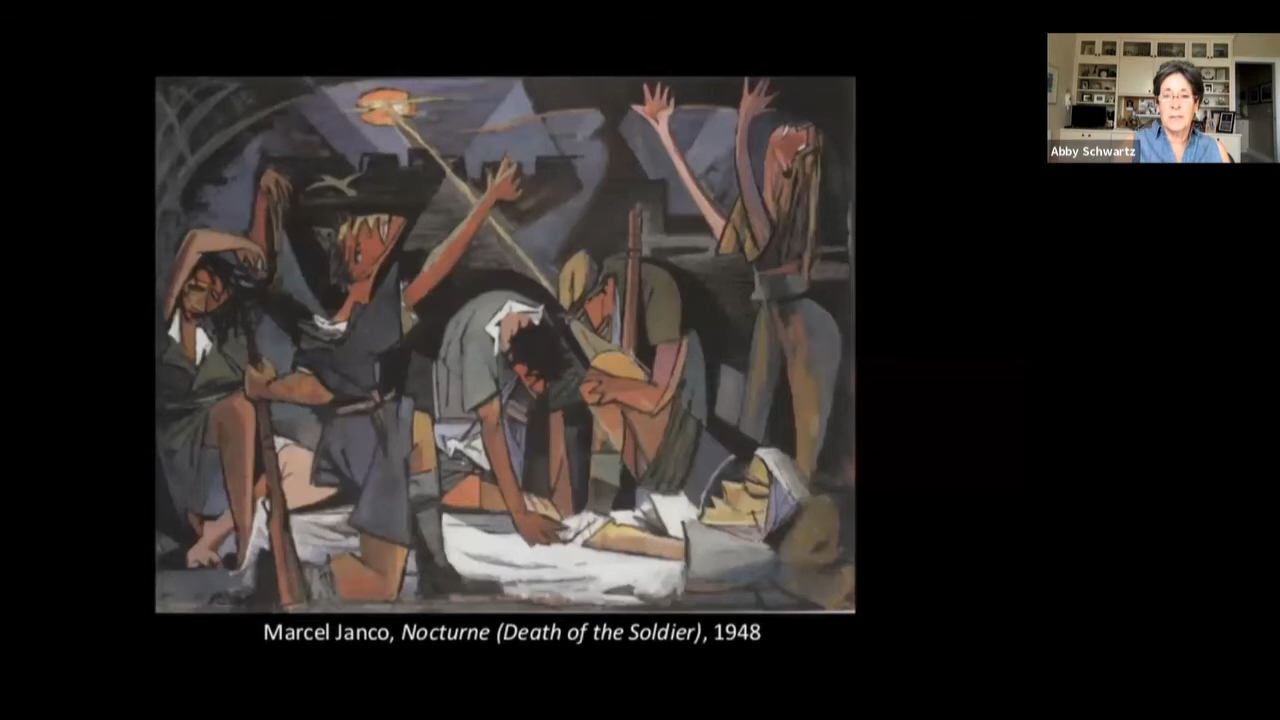 Abby Schwartz
Marcel Janco, Nocturne (Death of the Soldier), 1948